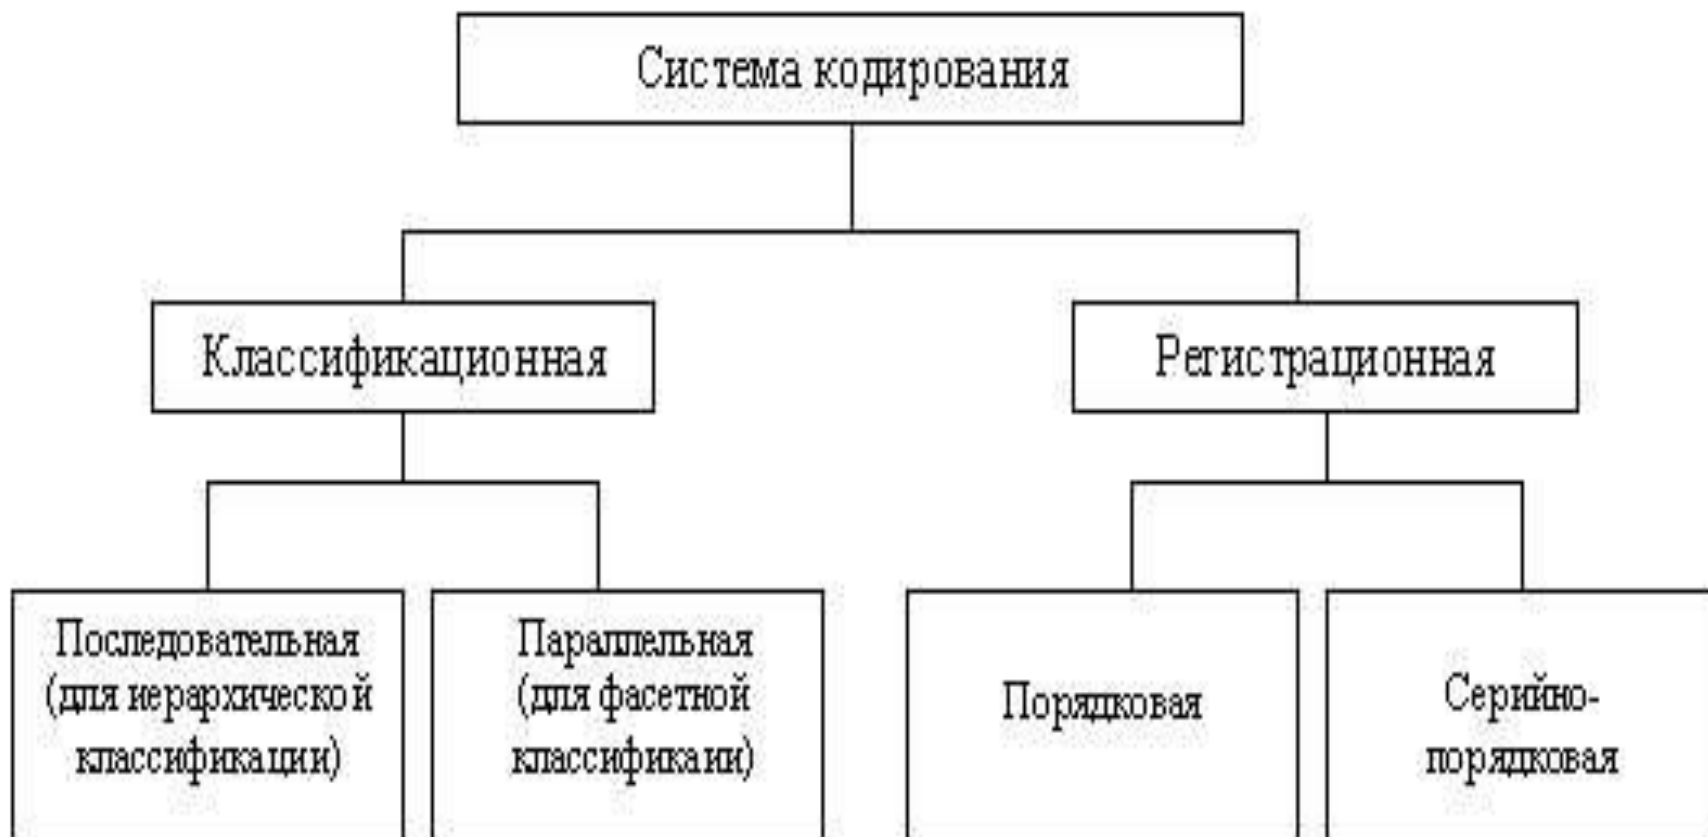 Система кодирования
Классификационная
Регистрационная
Последовательная
(для иерархической
классификации)
Параллельная
(для фасетной
классификаии)
Порядковая
Серийно-
порядковая